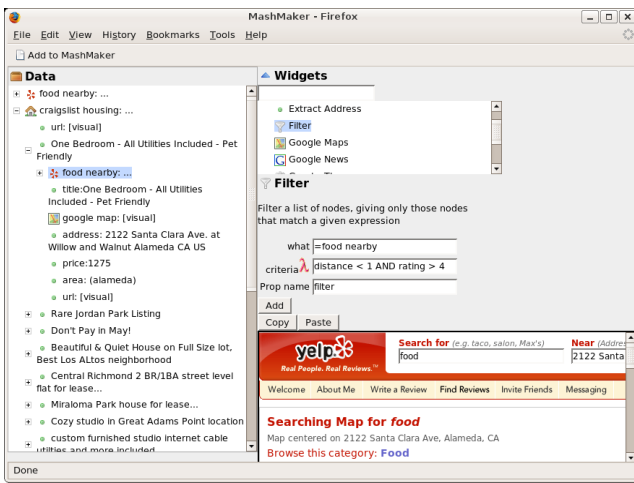 MashMaker - Firefox
File Edit View History Bookmarks Tools Help
Add to MashMaker
Data
food nearby: ...
craigslist housing: ...
url: [visual]
One Bedroom - All Utilities Included - Pet
Friendly
food nearby: ...
title:One Bedroom - All Utilities
Included - Pet Friendly
google map: [visual]
address: 2122 Santa Clara Ave. at
Willow and Walnut Alameda CA US
price:1275
area: (alameda)
url: [visual]
Rare Jordan Park Listing
Don't Pay in May!
Beautiful & Quiet House on Full Size lot,
Best Los ALtos neighborhood
Central Richmond 2 BR/1BA street level
flat for lease...
Miraloma Park house for lease...
Cozy studio in Great Adams Point location
custom furnished studio internet cable
utilties and more included
Widgets
Extract Address
Filter
Google Maps
Google News
Filter
Filter a list of nodes, giving only those nodes
that match a given expression
what =food nearby
criteria λ distance < 1 AND rating > 4
Prop name filter
Add
Copy Paste
yelp
Real People. Real Reviews.™
Search for (e.g. taco, salon, Max's)
food
Near (Addres
2122 Santa
Welcome About Me Write a Review Find Reviews Invite Friends Messaging
Searching Map for food
Map centered on 2122 Santa Clara Ave, Alameda, CA
Browse this category: Food
Done